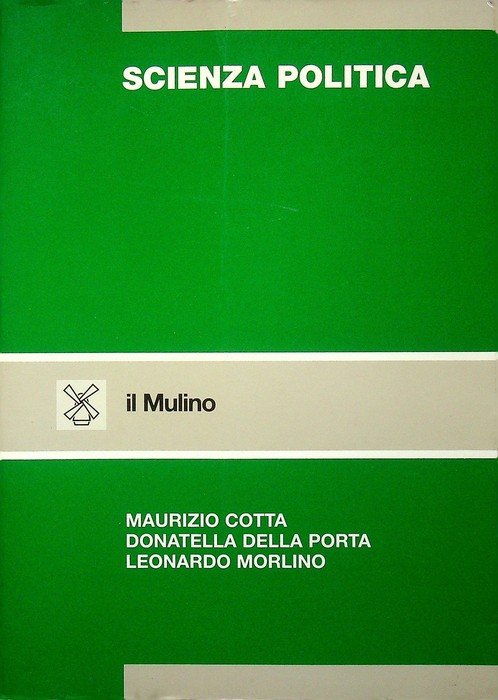 SCIENZA POLITICA
il Mulino
MAURIZIO COTTA
DONATELLA DELLA PORTA
LEONARDO MORLINO